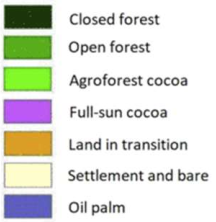 Closed forest
Open forest
Agroforest cocoa
Full-sun cocoa
Land in transition
Settlement and bare
Oil palm